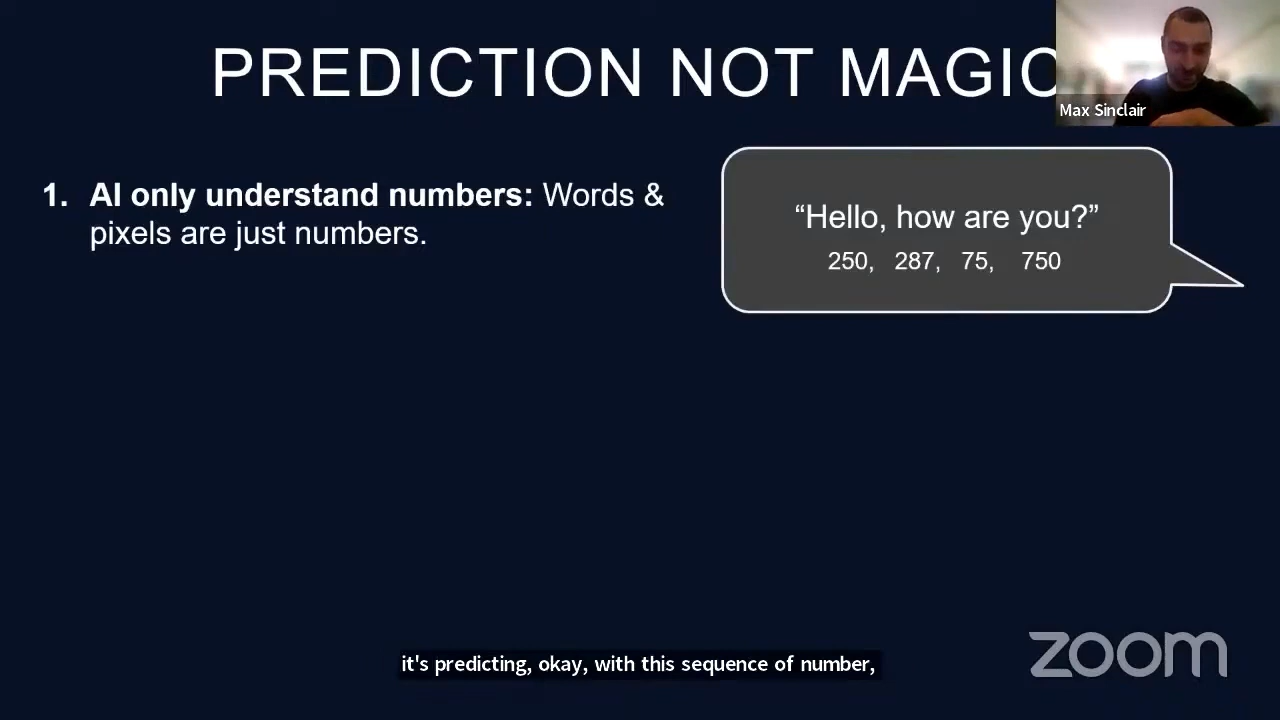 PREDICTION NOT MAGIC
Max Sinclair
1. AI only understand numbers: Words &
pixels are just numbers.
“Hello, how are you?”
250, 287, 75, 750
it's predicting, okay, with this sequence of number,
zoom